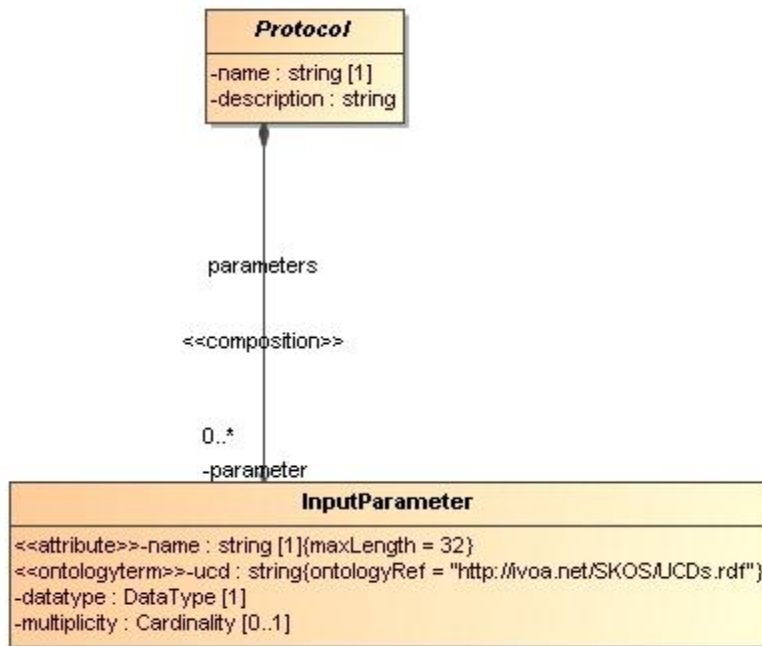 Protocol
-name : string [1]
-description : string
parameters
<<composition>>
0..*
-parameter
InputParameter
<<attribute>>-name : string [1]{maxLength = 32}
<<ontologyterm>>-ucd : string{ontologyRef = "http://ivoa.net/SKOS/UCDs.rdf"}
-datatype : DataType [1]
-multiplicity : Cardinality [0..1]